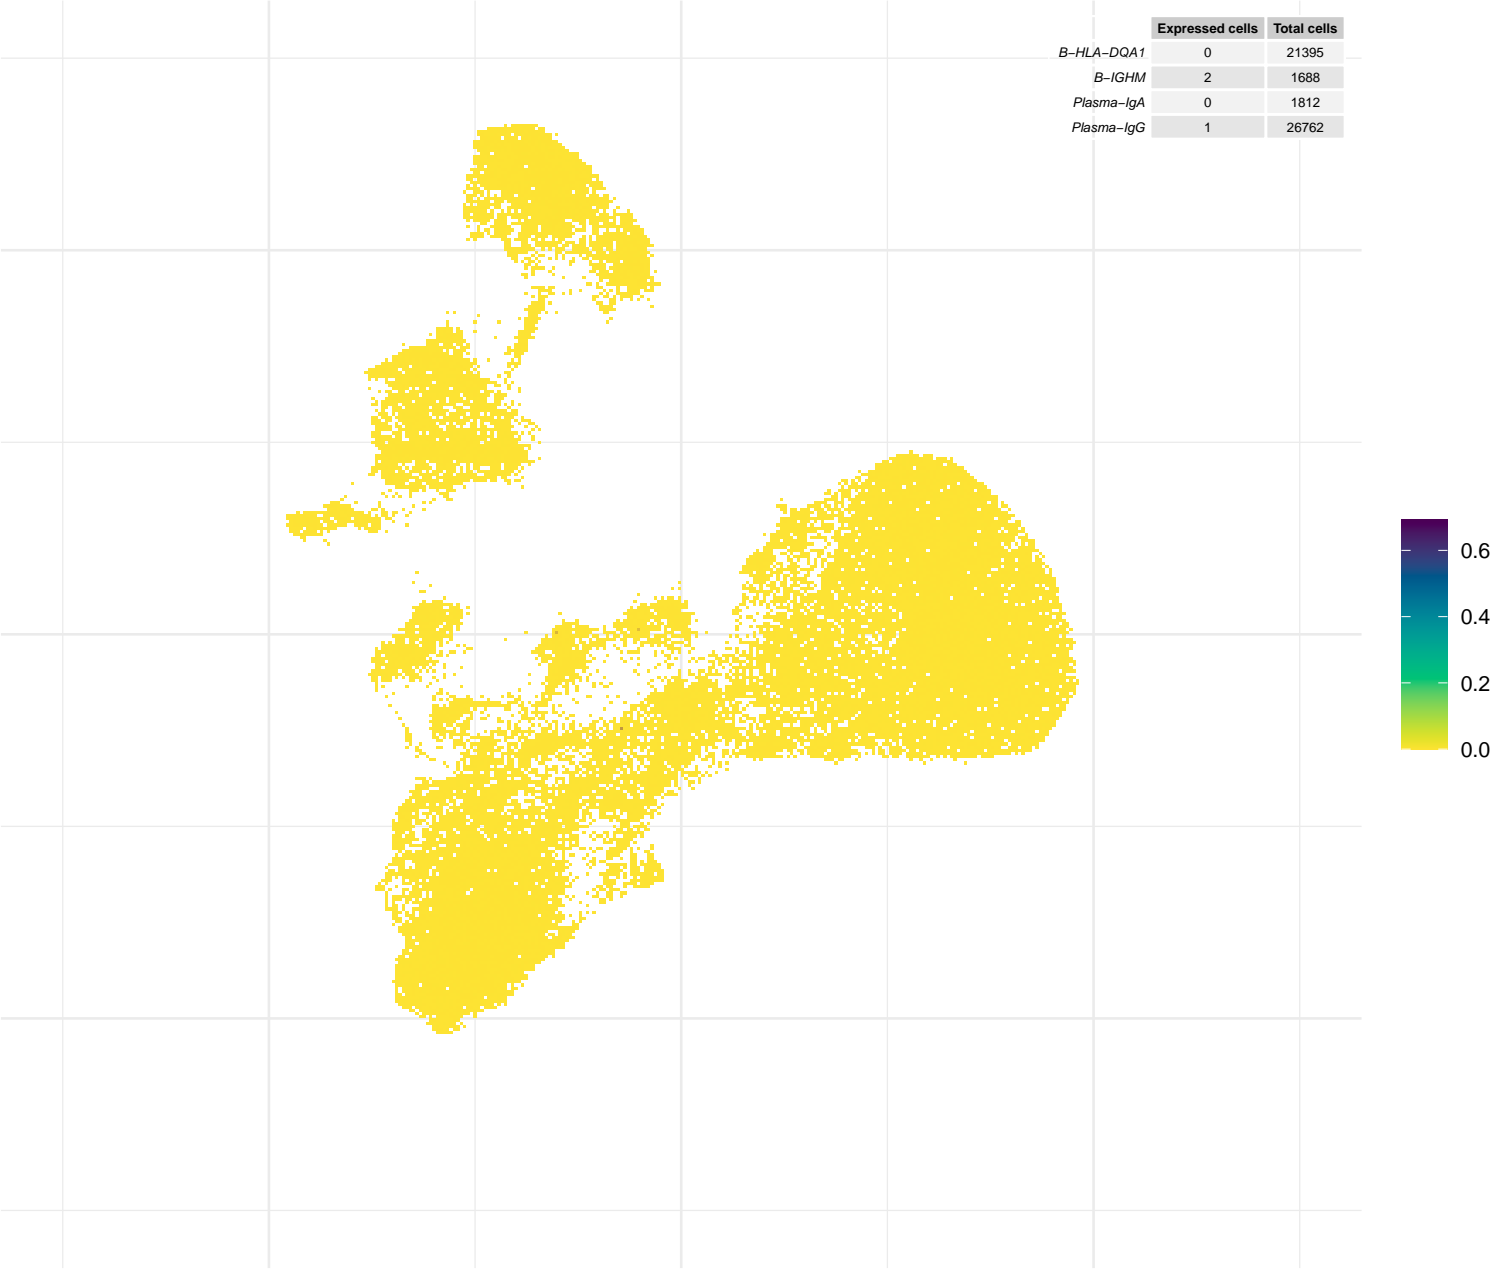 Expressed cells Total cells
B−HLA−DQA1 0 21395
B−IGHM 2 1688
Plasma−IgA 0 1812
Plasma−IgG 1 26762
0.6
0.4
0.2
0.0